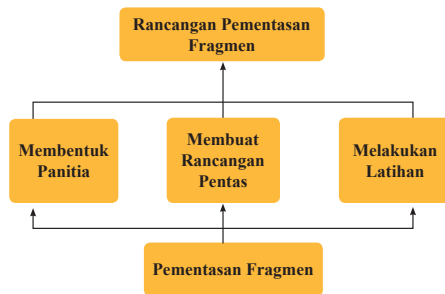 Rancangan Pementasan
Fragmen
Membentuk
Panitia
Membuat
Rancangan
Pentas
Melakukan
Latihan
Pementasan Fragmen